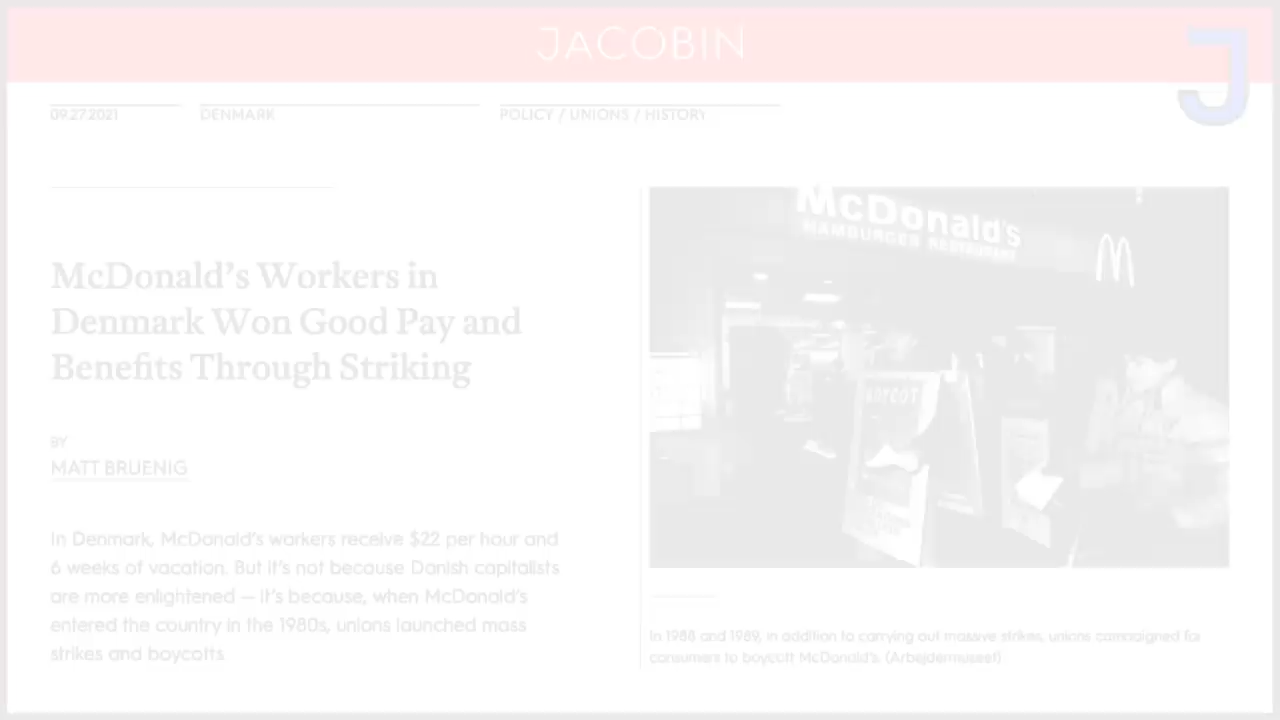 JACOBIN
J
09.27.2021
DENMARK
POLICY / UNIONS / HISTORY
McDonald's Workers in
Denmark Won Good Pay and
Benefits Through Striking
BY
MATT BRUENIG
In Denmark, McDonald's workers receive $22 per hour and
6 weeks of vacation. But it's not because Danish capitalists
are more enlightened — it's because, when McDonald's
entered the country in the 1980s, unions launched mass
strikes and boycotts.
McDonald's
HAMBURGER RESTAURANT
M
BOYCOT
In 1988 and 1989, in addition to carrying out massive strikes, unions campaigned for
consumers to boycott McDonald's. (Arbejdermuseet)